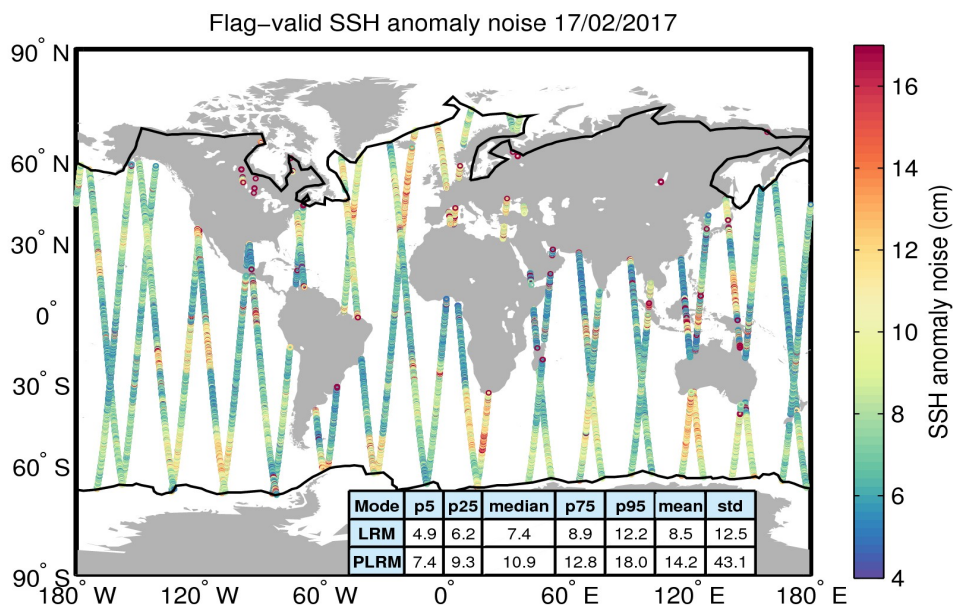 Flag−valid SSH anomaly noise 17/02/2017
90° N
60° N
30° N
0°
30° S
60° S
90° S
180° W 120° W 60° W 0° 60° E 120° E 180° E
Mode p5 p25 median p75 p95 mean std
LRM 4.9 6.2 7.4 8.9 12.2 8.5 12.5
PLRM 7.4 9.3 10.9 12.8 18.0 14.2 43.1
16
14
12
10
8
6
4
SSH anomaly noise (cm)